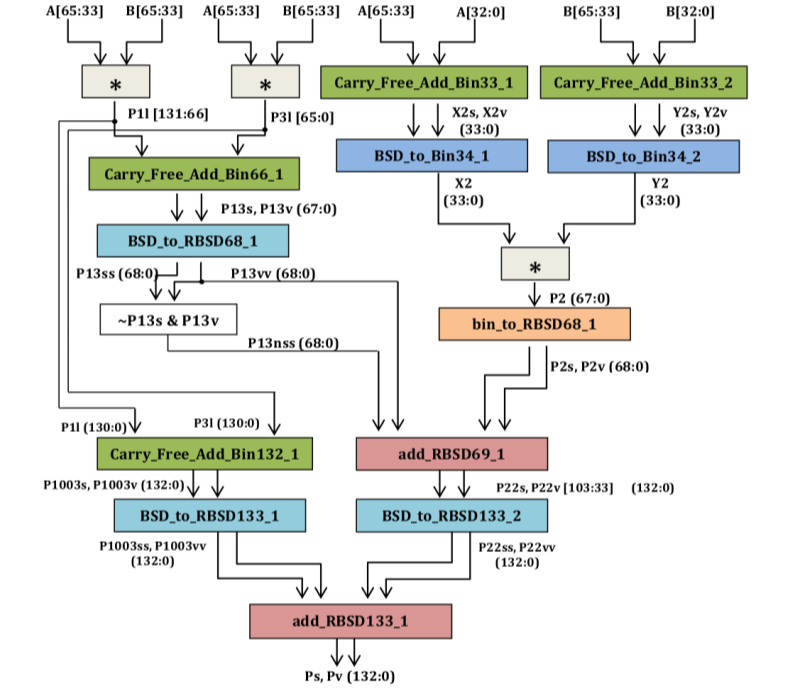 A[65:33] B[65:33] A[65:33] B[65:33] A[65:33] A[32:0] B[65:33] B[32:0]
* * Carry_Free_Add_Bin33_1 Carry_Free_Add_Bin33_2
P1l [131:66] P3l [65:0] X2s, X2v Y2s, Y2v
(33:0) (33:0)
BSD_to_Bin34_1 BSD_to_Bin34_2
Carry_Free_Add_Bin66_1 X2 Y2
(33:0) (33:0)
P13s, P13v (67:0)
BSD_to_RBSD68_1
*
P13ss (68:0) P13vv (68:0)
P2 (67:0)
~P13s & P13v bin_to_RBSD68_1
P13nss (68:0)
P2s, P2v (68:0)
P1l (130:0) P3l (130:0)
Carry_Free_Add_Bin132_1 add_RBSD69_1
P1003s, P1003v (132:0) P22s, P22v [103:33] (132:0)
BSD_to_RBSD133_1 BSD_to_RBSD133_2
P1003ss, P1003vv P22ss, P22vv
(132:0) (132:0)
add_RBSD133_1
Ps, Pv (132:0)